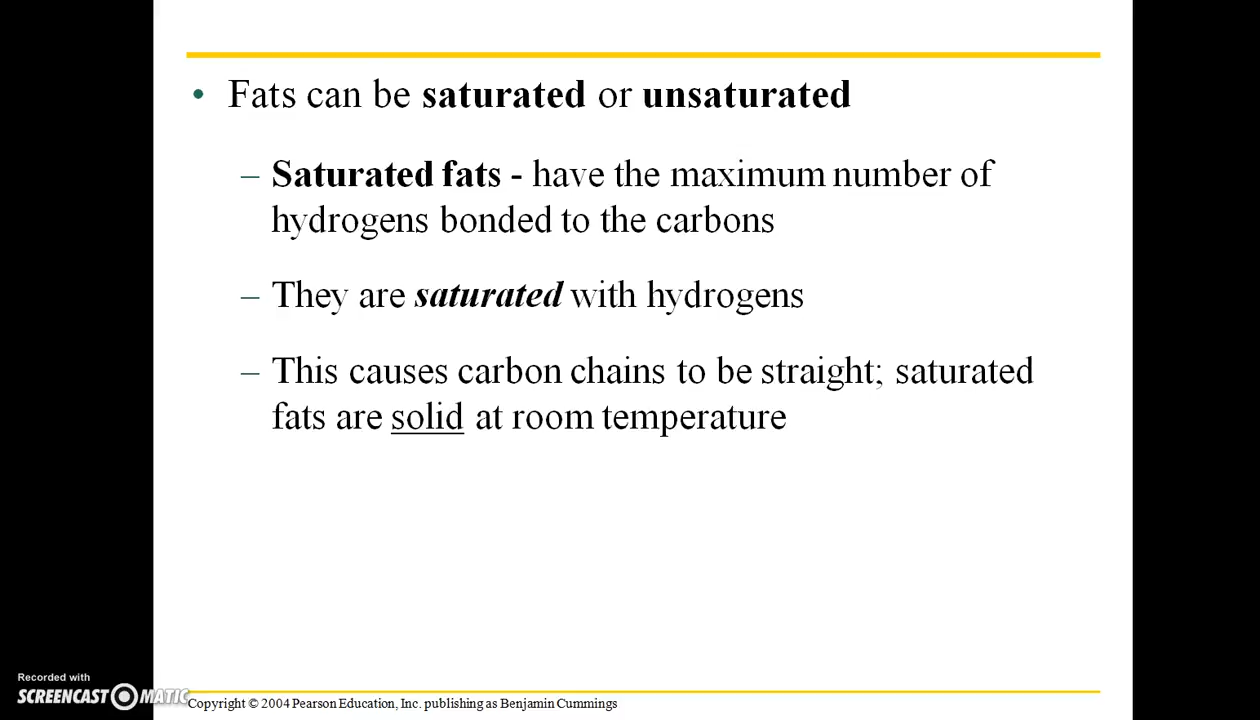 • Fats can be saturated or unsaturated
– Saturated fats - have the maximum number of
hydrogens bonded to the carbons
– They are saturated with hydrogens
– This causes carbon chains to be straight; saturated
fats are solid at room temperature
Recorded with
SCREENCAST MATIC
Copyright © 2004 Pearson Education, Inc. publishing as Benjamin Cummings